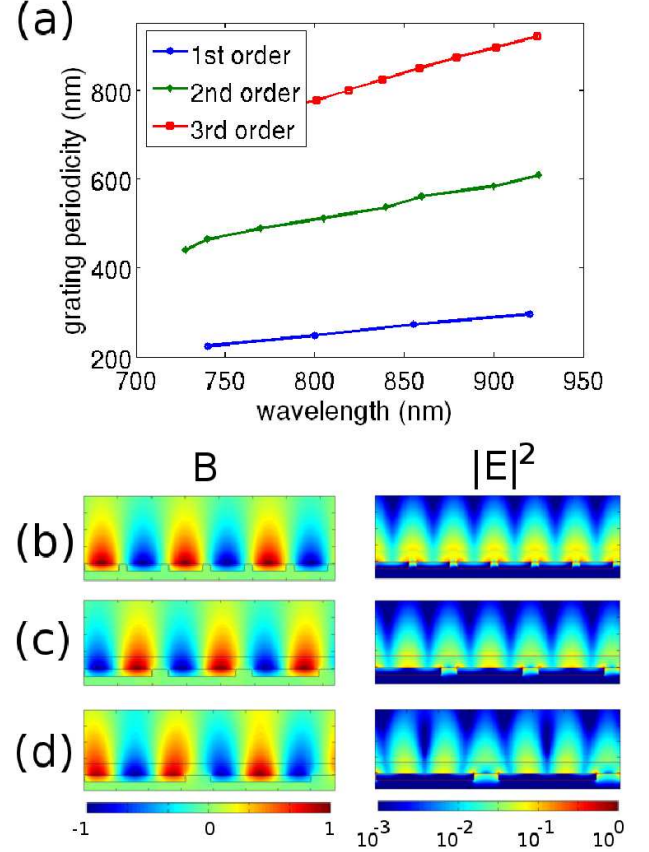 (a)
1st order
2nd order
3rd order
grating periodicity (nm)
800
600
400
200
700 750 800 850 900 950
wavelength (nm)
B |E|²
(b)
(c)
(d)
-1 0 1
10⁻³ 10⁻² 10⁻¹ 10⁰